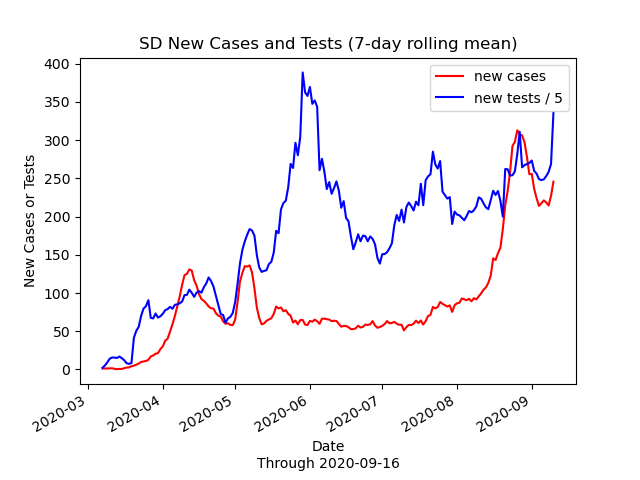 SD New Cases and Tests (7-day rolling mean)
new cases
new tests / 5
New Cases or Tests
400
350
300
250
200
150
100
50
0
2020-03
2020-04
2020-05
2020-06
2020-07
2020-08
2020-09
Date
Through 2020-09-16